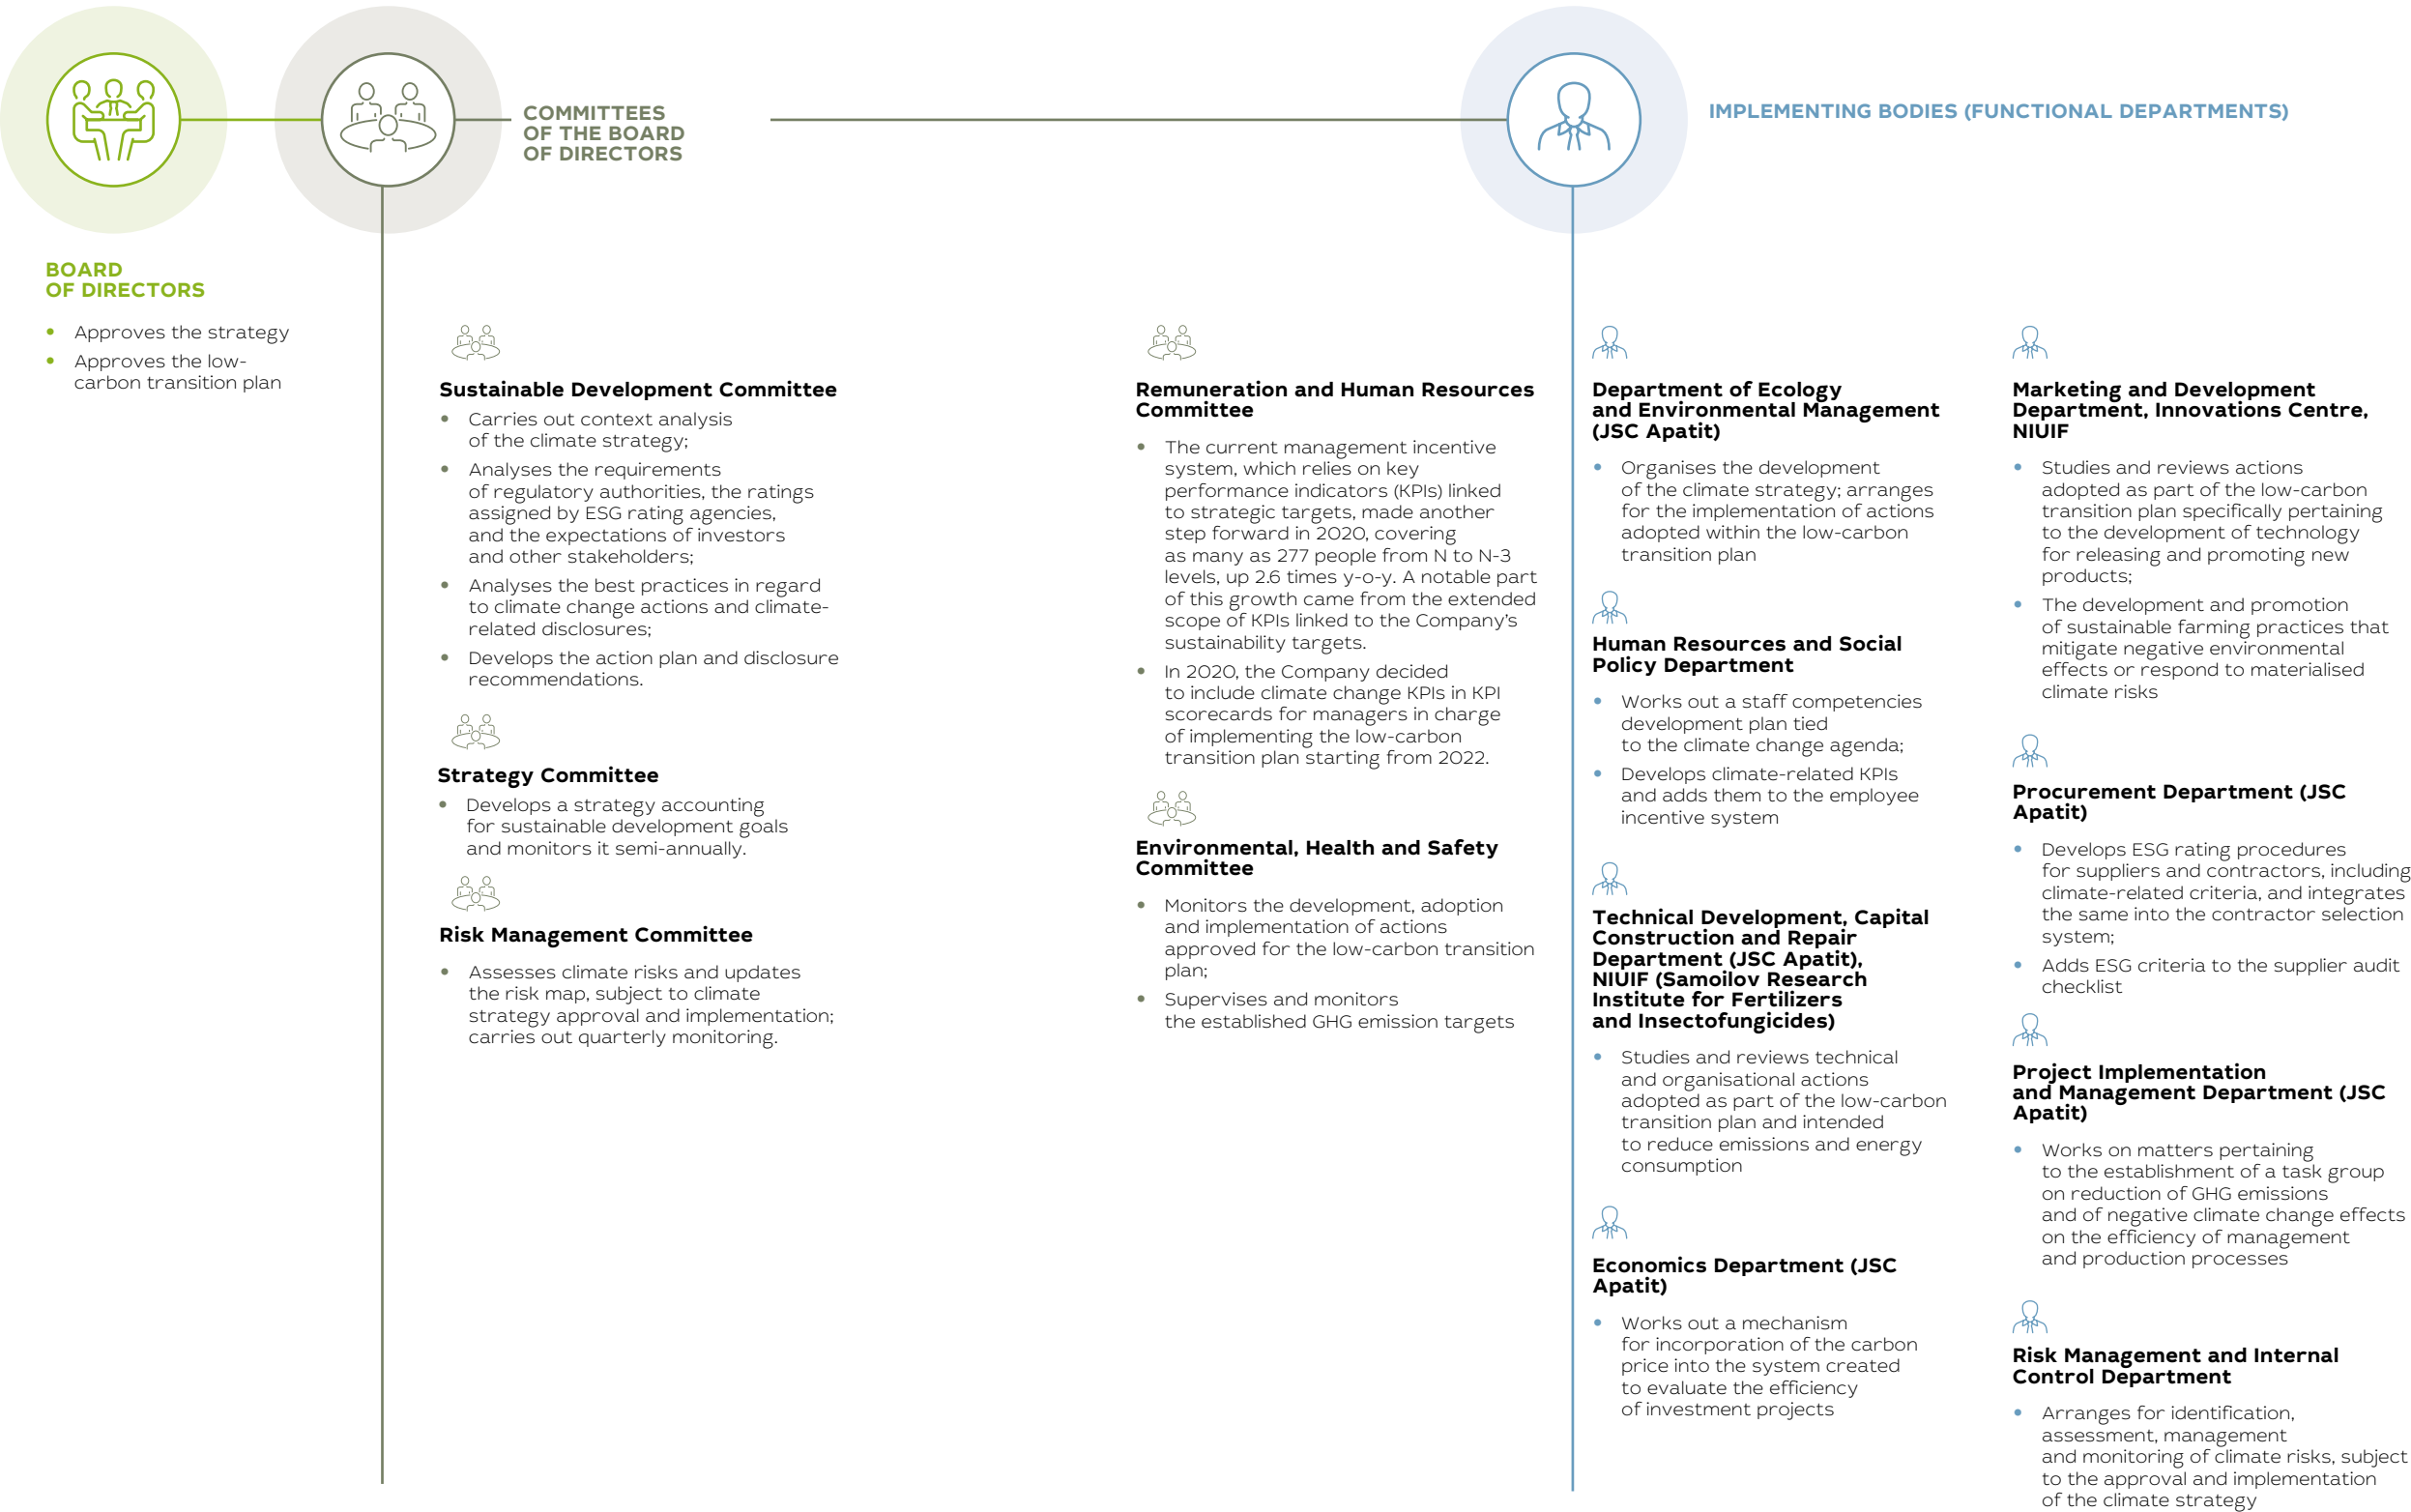 COMMITTEES
OF THE BOARD
OF DIRECTORS
IMPLEMENTING BODIES (FUNCTIONAL DEPARTMENTS)
BOARD
OF DIRECTORS
• Approves the strategy
• Approves the low-
carbon transition plan
Sustainable Development Committee
• Carries out context analysis
of the climate strategy;
• Analyses the requirements
of regulatory authorities, the ratings
assigned by ESG rating agencies,
and the expectations of investors
and other stakeholders;
• Analyses the best practices in regard
to climate change actions and climate-
related disclosures;
• Develops the action plan and disclosure
recommendations.
Strategy Committee
• Develops a strategy accounting
for sustainable development goals
and monitors it semi-annually.
Risk Management Committee
• Assesses climate risks and updates
the risk map, subject to climate
strategy approval and implementation;
carries out quarterly monitoring.
Remuneration and Human Resources
Committee
• The current management incentive
system, which relies on key
performance indicators (KPIs) linked
to strategic targets, made another
step forward in 2020, covering
as many as 277 people from N to N-3
levels, up 2.6 times y-o-y. A notable part
of this growth came from the extended
scope of KPIs linked to the Company’s
sustainability targets.
• In 2020, the Company decided
to include climate change KPIs in KPI
scorecards for managers in charge
of implementing the low-carbon
transition plan starting from 2022.
Environmental, Health and Safety
Committee
• Monitors the development, adoption
and implementation of actions
approved for the low-carbon transition
plan;
• Supervises and monitors
the established GHG emission targets
Department of Ecology
and Environmental Management
(JSC Apatit)
• Organises the development
of the climate strategy; arranges
for the implementation of actions
adopted within the low-carbon
transition plan
Human Resources and Social
Policy Department
• Works out a staff competencies
development plan tied
to the climate change agenda;
• Develops climate-related KPIs
and adds them to the employee
incentive system
Technical Development, Capital
Construction and Repair
Department (JSC Apatit),
NIUIF (Samoilov Research
Institute for Fertilizers
and Insectofungicides)
• Studies and reviews technical
and organisational actions
adopted as part of the low-carbon
transition plan and intended
to reduce emissions and energy
consumption
Economics Department (JSC
Apatit)
• Works out a mechanism
for incorporation of the carbon
price into the system created
to evaluate the efficiency
of investment projects
Marketing and Development
Department, Innovations Centre,
NIUIF
• Studies and reviews actions
adopted as part of the low-carbon
transition plan specifically pertaining
to the development of technology
for releasing and promoting new
products;
• The development and promotion
of sustainable farming practices that
mitigate negative environmental
effects or respond to materialised
climate risks
Procurement Department (JSC
Apatit)
• Develops ESG rating procedures
for suppliers and contractors, including
climate-related criteria, and integrates
the same into the contractor selection
system;
• Adds ESG criteria to the supplier audit
checklist
Project Implementation
and Management Department (JSC
Apatit)
• Works on matters pertaining
to the establishment of a task group
on reduction of GHG emissions
and of negative climate change effects
on the efficiency of management
and production processes
Risk Management and Internal
Control Department
• Arranges for identification,
assessment, management
and monitoring of climate risks, subject
to the approval and implementation
of the climate strategy